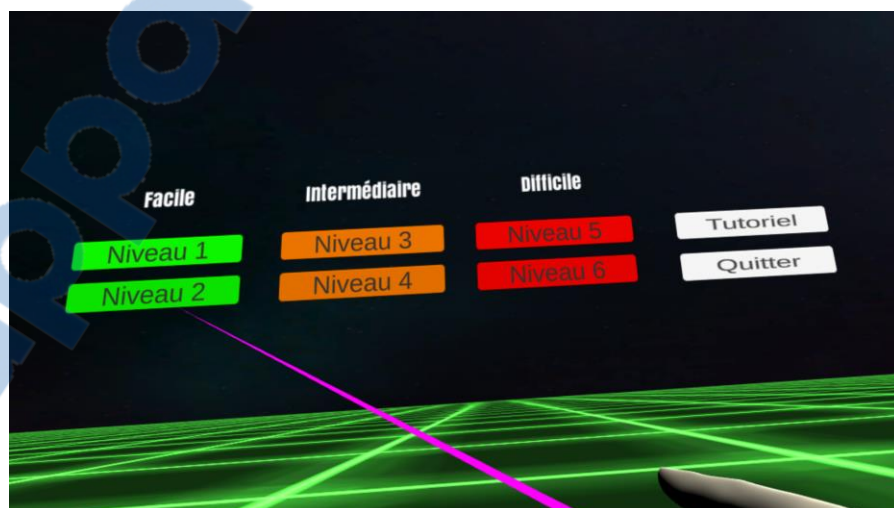 Facile
Niveau 1
Niveau 2
Intermédiaire
Niveau 3
Niveau 4
Difficile
Niveau 5
Niveau 6
Tutoriel
Quitter